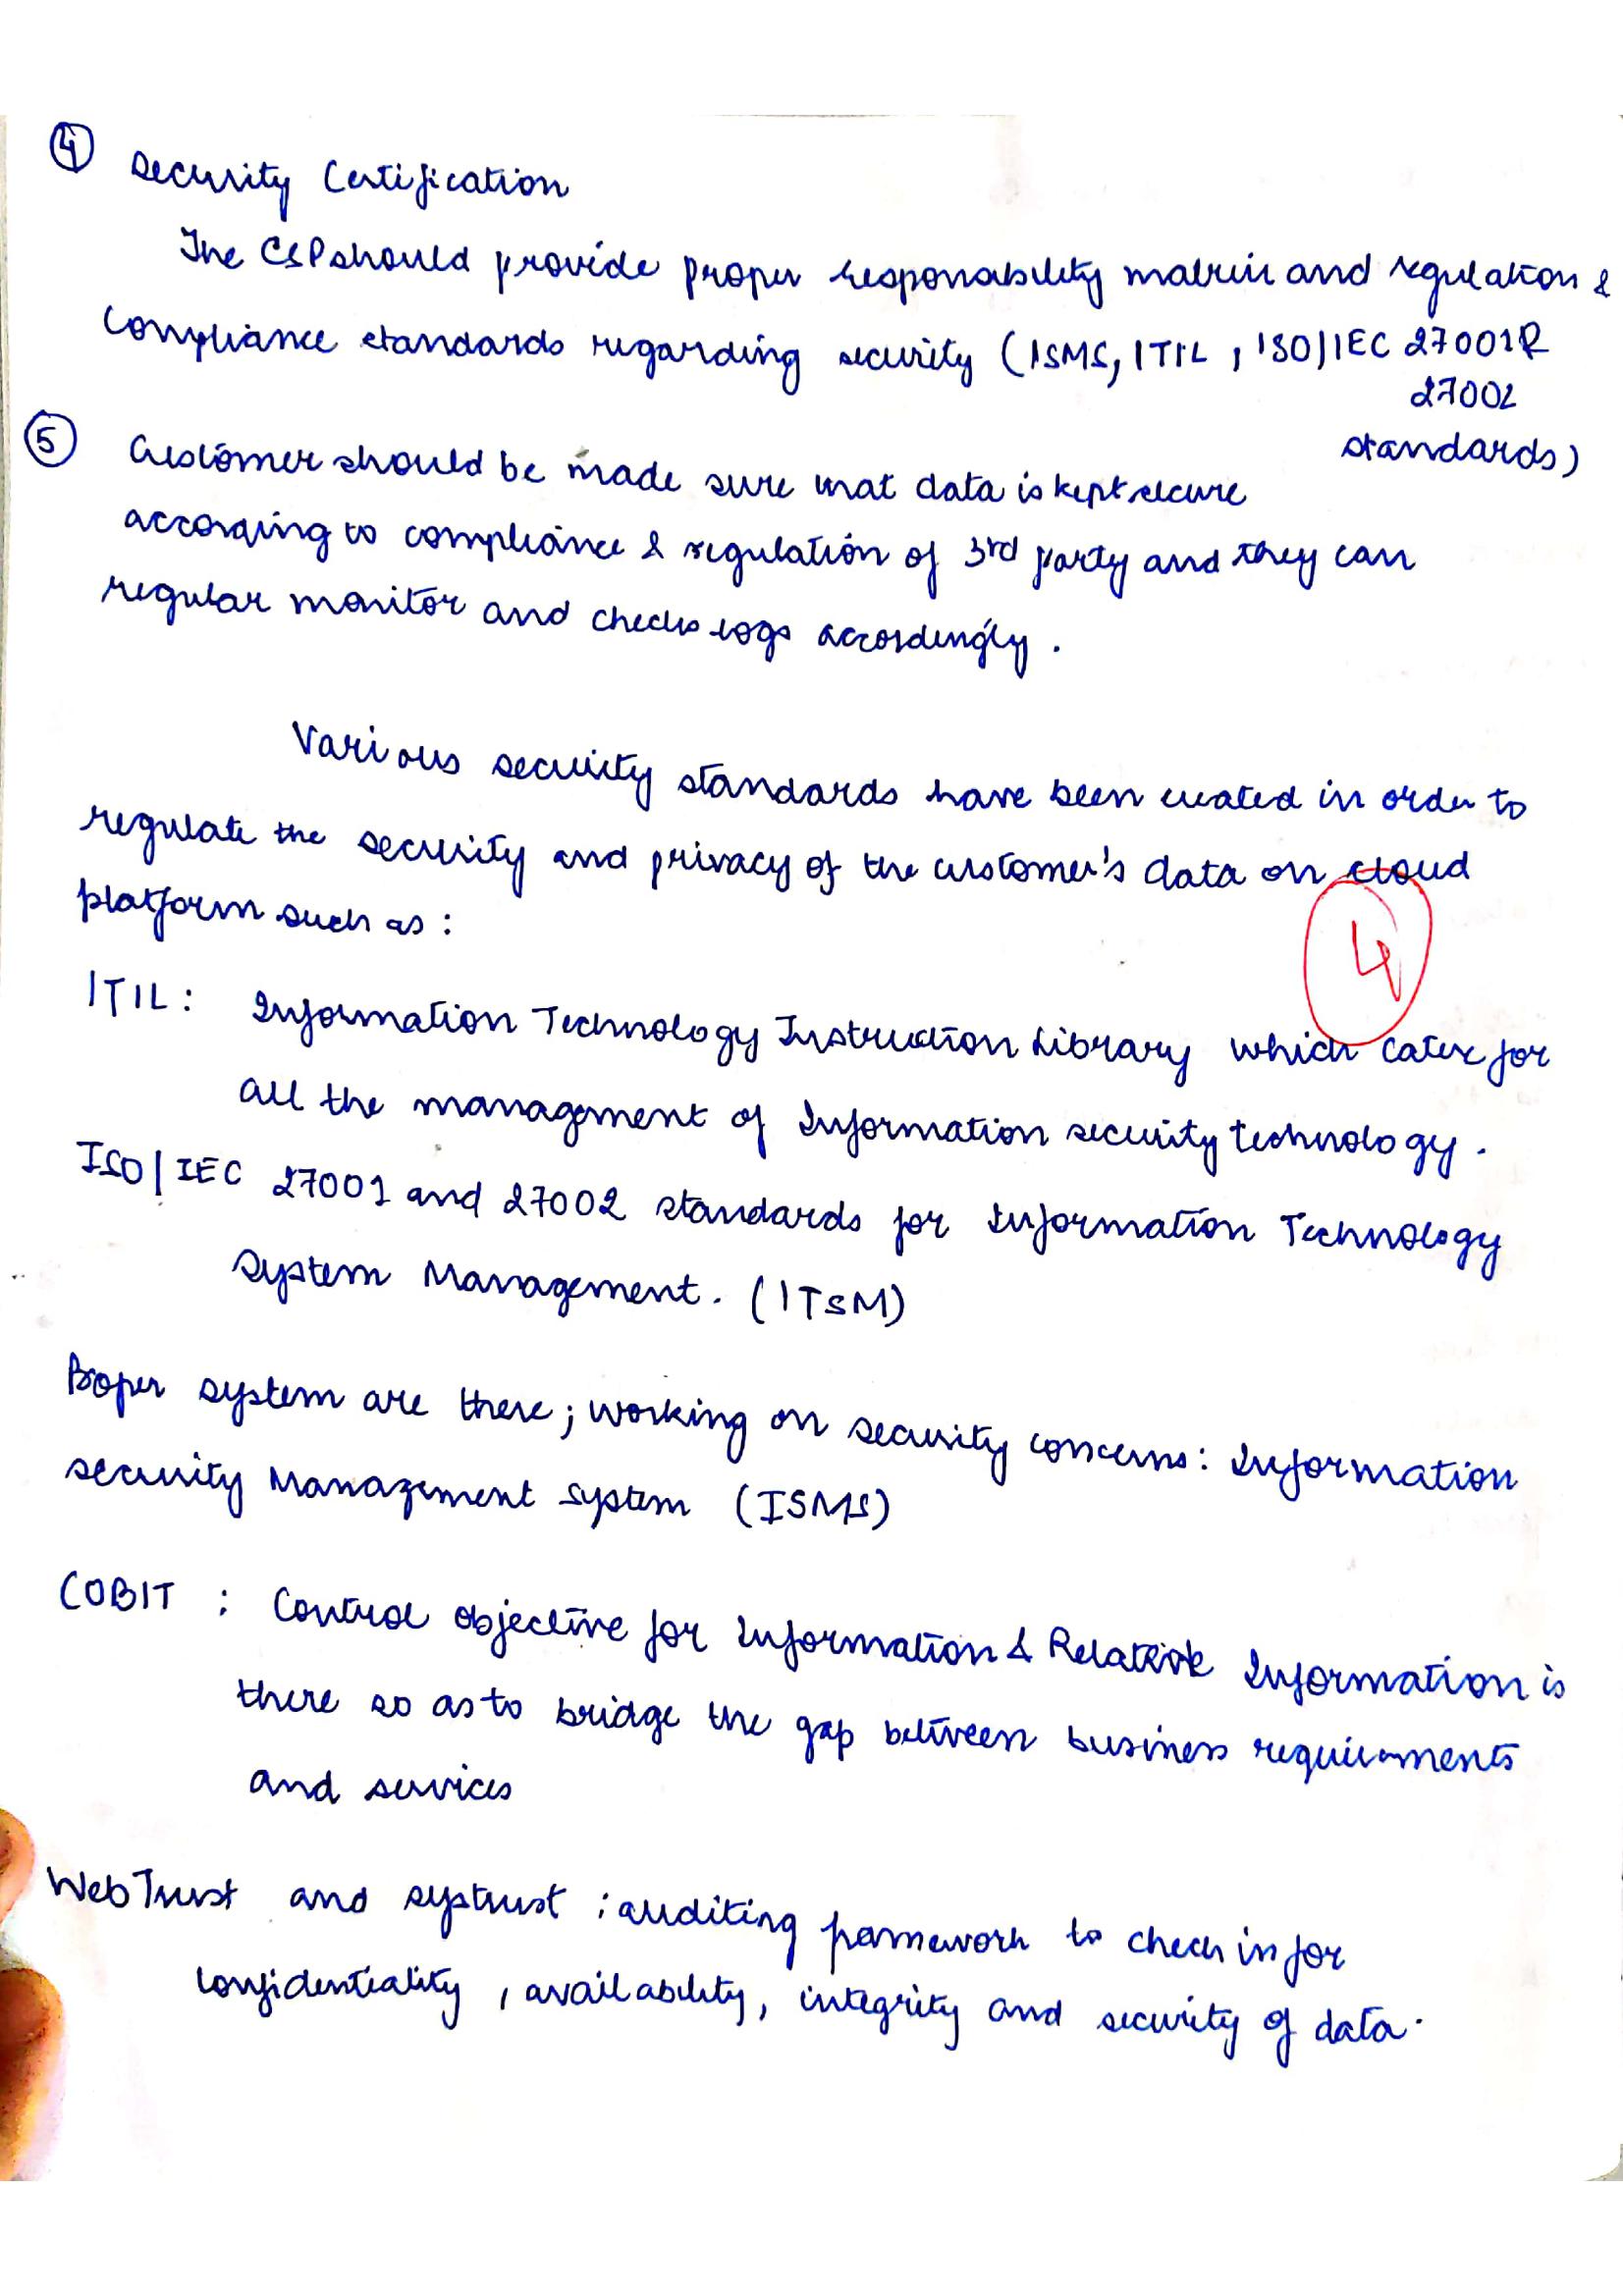 ④ Security Certification
The CSP should provide proper responability matrix and regulation &
compliance standards regarding security (ISMS, ITIL, ISO/IEC 27001&
27002
standards)
⑤ Customer should be made sure that data is kept secure
according to compliance & regulation of 3rd party and they can
regular monitor and checks logs accordingly.
Various security standards have been created in order to
regulate the security and privacy of the customer's data on cloud
platform such as:
4
ITIL: Information Technology Instruction Library which cater for
all the management of Information security technology.
ISO/IEC 27001 and 27002 standards for Information Technology
System Management. (ITSM)
Proper system are there; working on security concerns: Information
security Management system (ISMS)
COBIT : Control objective for Information & Relative Information is
there so as to bridge the gap between business requirements
and services
WebTrust and systrust : auditing framework to check in for
confidentiality, availability, integrity and security of data.